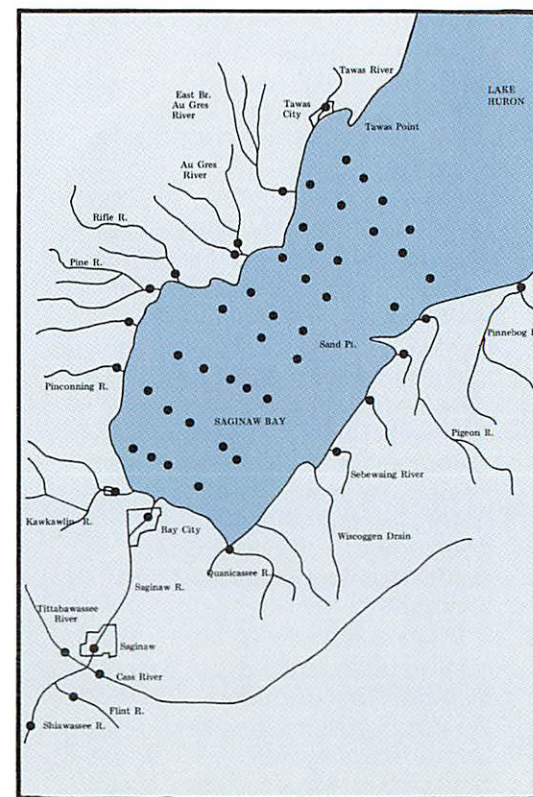 Tawas River
LAKE
HURON
East Br.
Au Gres
River
Tawas
City
Tawas Point
Au Gres
River
Rifle R.
Pine R.
Sand Pt.
Pinnebog
Pinconning R.
SAGINAW BAY
Pigeon R.
Sebewaing River
Kawkawlin R.
Bay City
Wiscoggen Drain
Quanicassee R.
Saginaw R.
Tittabawassee
River
Saginaw
Cass River
Flint R.
Shiawassee R.